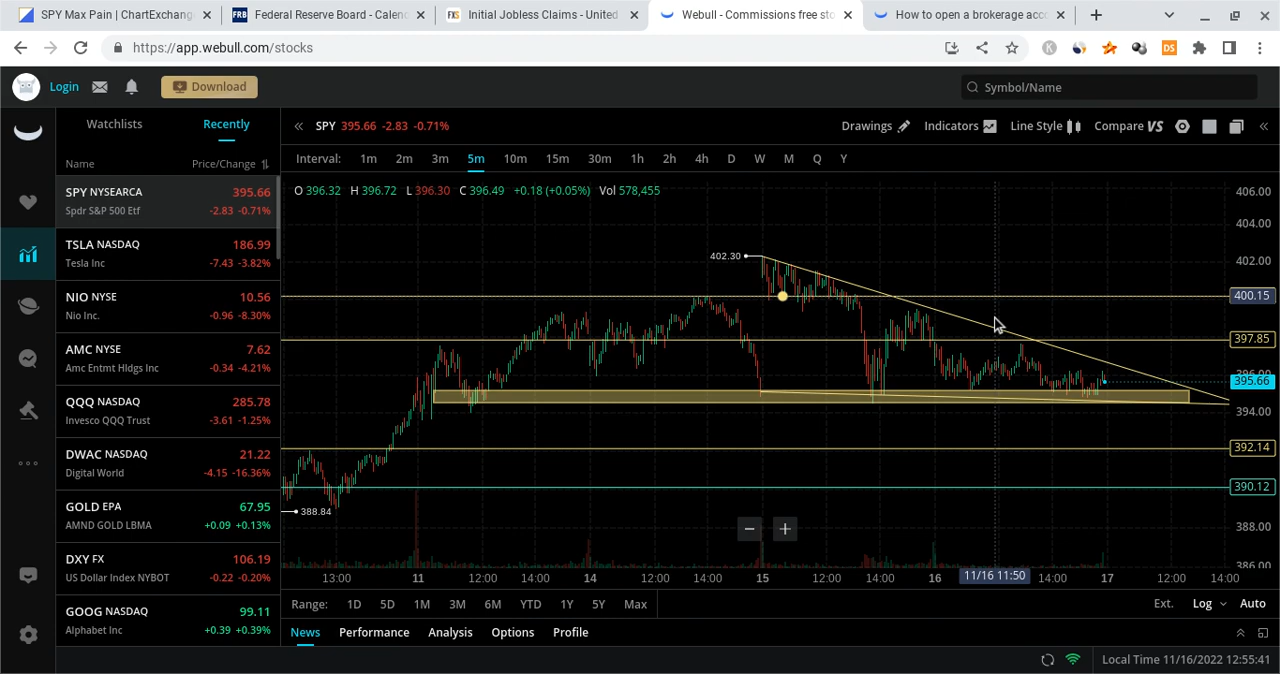 SPY Max Pain | ChartExchang
Federal Reserve Board - Calen
Initial Jobless Claims - United
Webull - Commissions free sto
How to open a brokerage acc
https://app.webull.com/stocks
Login
Download
Symbol/Name
Watchlists
Recently
Name
Price/Change
SPY NYSEARCA 395.66
Spdr S&P 500 Etf -2.83 -0.71%
TSLA NASDAQ 186.99
Tesla Inc -7.43 -3.82%
NIO NYSE 10.56
Nio Inc. -0.96 -8.30%
AMC NYSE 7.62
Amc Entmt Hldgs Inc -0.34 -4.21%
QQQ NASDAQ 285.78
Invesco QQQ Trust -3.61 -1.25%
DWAC NASDAQ 21.22
Digital World -4.15 -16.36%
GOLD EPA 67.95
AMND GOLD LBMA +0.09 +0.13%
DXY FX 106.19
US Dollar Index NYBOT -0.22 -0.20%
GOOG NASDAQ 99.11
Alphabet Inc +0.39 +0.39%
SPY 395.66 -2.83 -0.71%
Drawings
Indicators
Line Style
Compare VS
Interval: 1m 2m 3m 5m 10m 15m 30m 1h 2h 4h D W M Q Y
O 396.32 H 396.72 L 396.30 C 396.49 +0.18 (+0.05%) Vol 578,455
402.30
388.84
406.00
404.00
402.00
400.15
397.85
396.00
395.66
394.00
392.14
390.12
388.00
386.00
13:00 11 12:00 14:00 14 12:00 14:00 15 12:00 14:00 16 11/16 11:50 14:00 17 12:00 14:00
Range: 1D 5D 1M 3M 6M YTD 1Y 5Y Max
Ext. Log Auto
News Performance Analysis Options Profile
Local Time 11/16/2022 12:55:41
K
DS
FRB
FXS